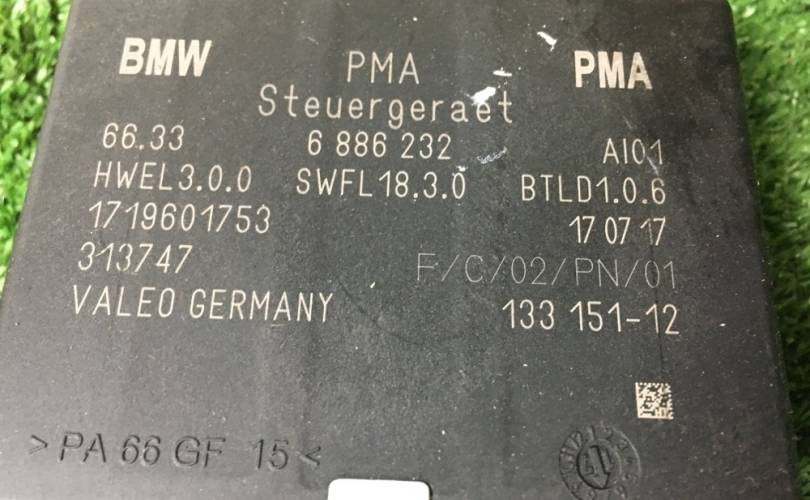 BMW PMA PMA
Steuergeraet
66.33 6 886 232 AI01
HWEL3.0.0 SWFL18.3.0 BTLD1.0.6
1719601753 17 07 17
313747 F/C/02/PN/01
VALEO GERMANY 133 151-12
>PA 66 GF 15<